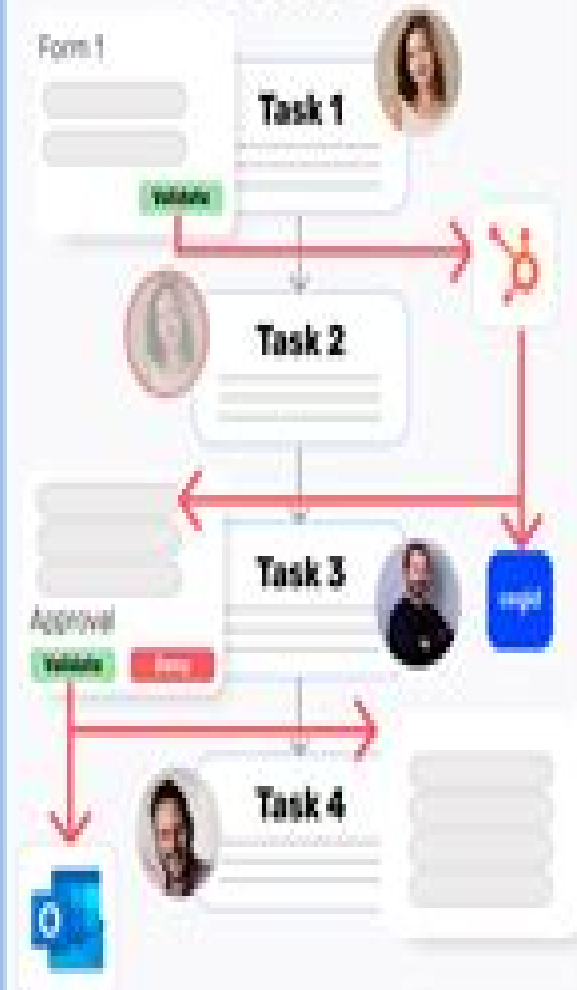 Form 1
Task 1
Validate
Task 2
Task 3
Approval
Validate
Task 4